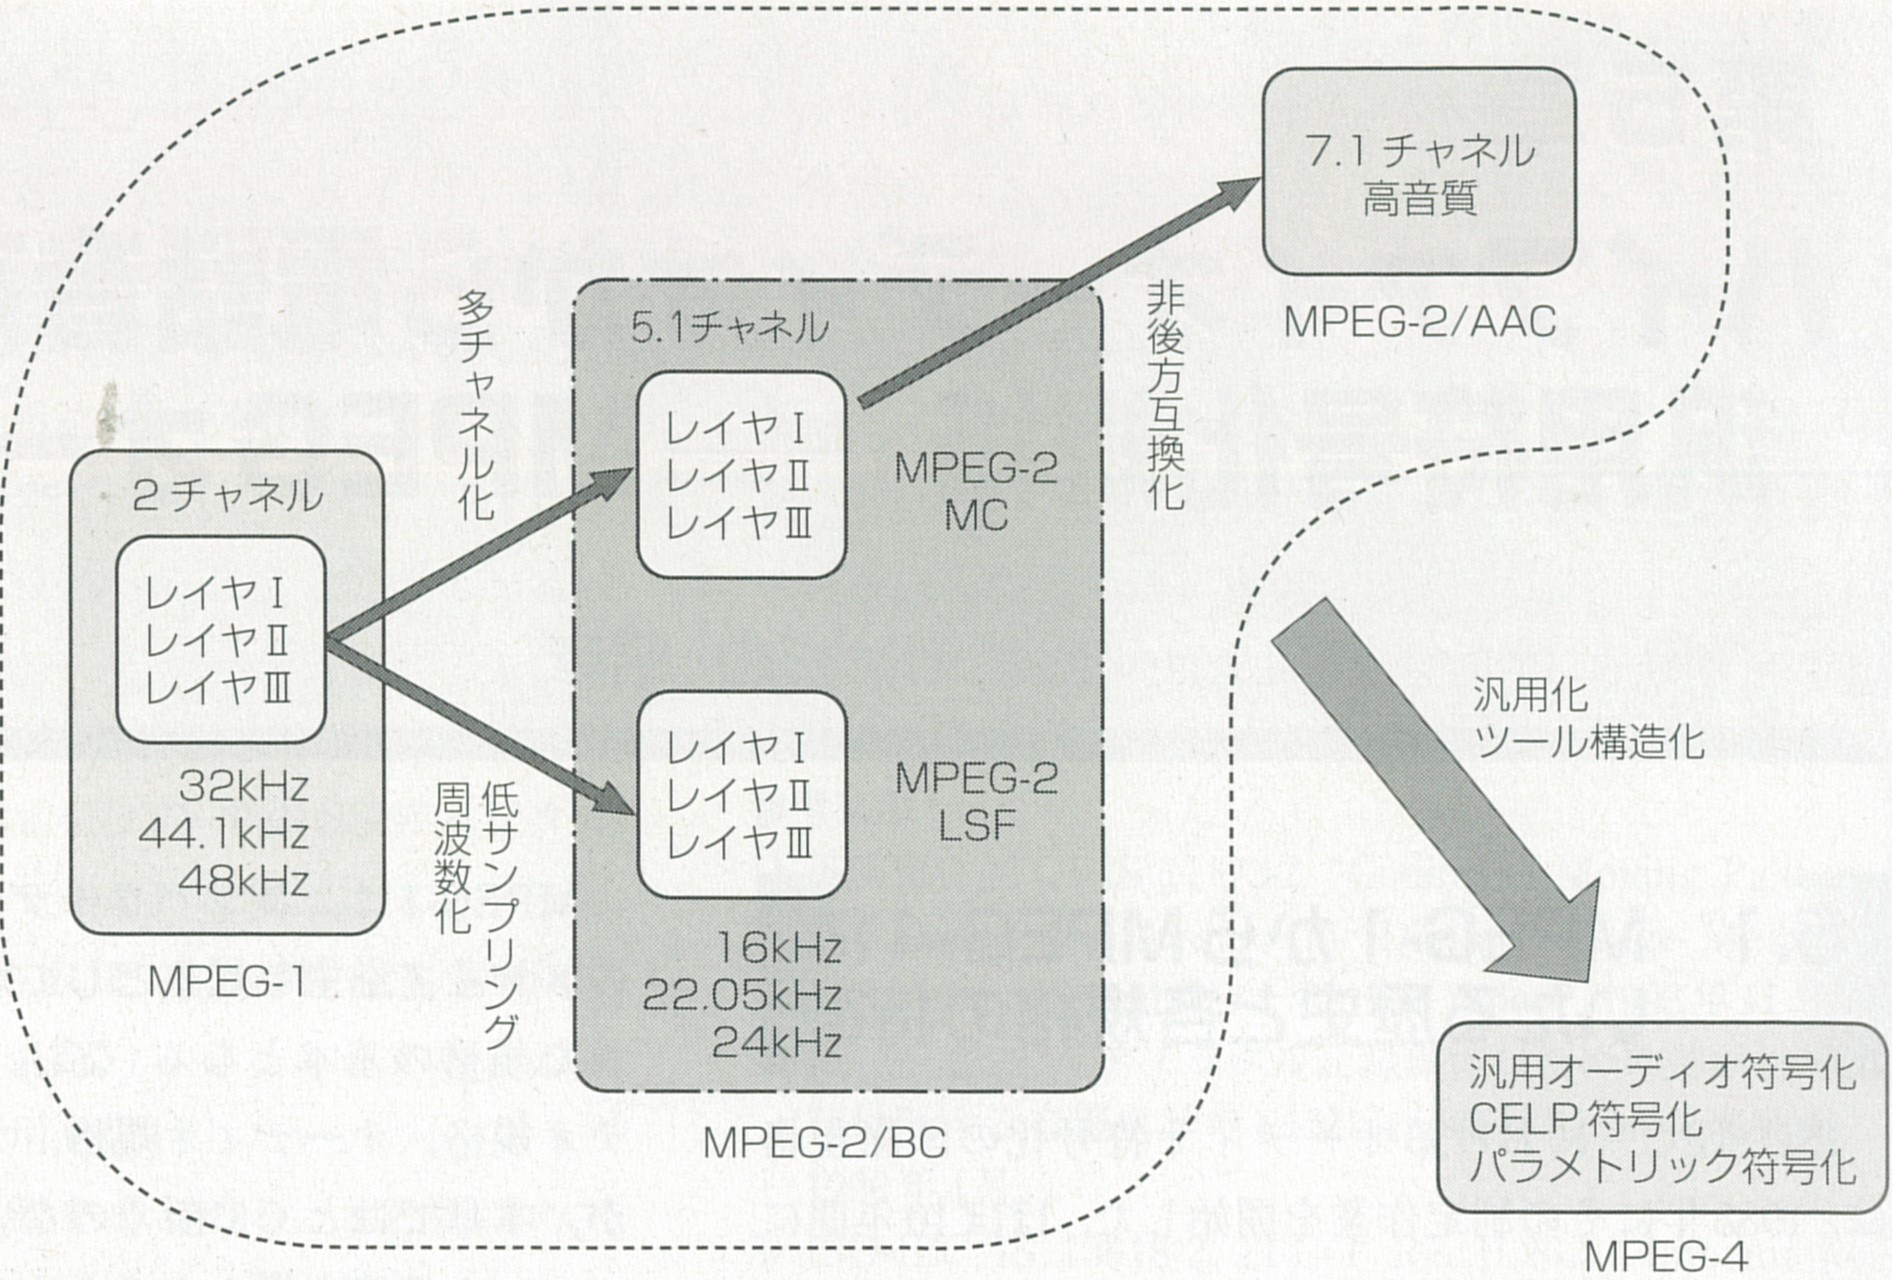 7.1 チャネル
高音質
MPEG-2/AAC
非後方互換化
多チャネル化
5.1チャネル
レイヤⅠ
レイヤⅡ
レイヤⅢ
MPEG-2
MC
2チャネル
レイヤⅠ
レイヤⅡ
レイヤⅢ
32kHz
44.1kHz
48kHz
MPEG-1
低サンプリング
周波数化
レイヤⅠ
レイヤⅡ
レイヤⅢ
MPEG-2
LSF
16kHz
22.05kHz
24kHz
MPEG-2/BC
汎用化
ツール構造化
汎用オーディオ符号化
CELP 符号化
パラメトリック符号化
MPEG-4